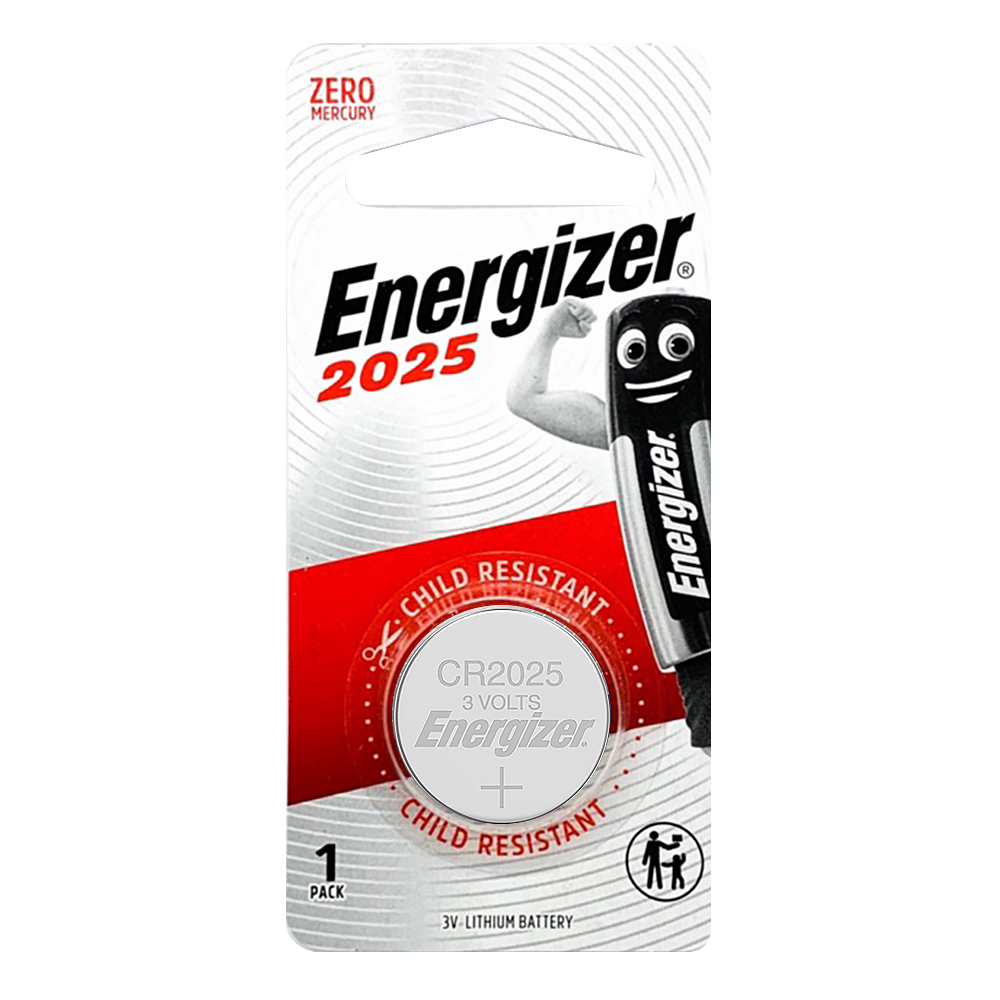 ZERO
MERCURY
Energizer®
2025
Energizer.
CHILD RESISTANT
CR2025
3 VOLTS
Energizer.
+
CHILD RESISTANT
1
PACK
3V-LITHIUM BATTERY